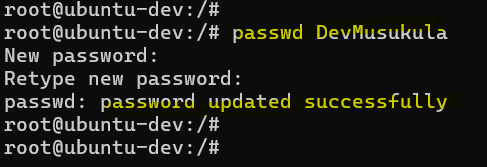 root@ubuntu-dev:/#
root@ubuntu-dev:/# passwd DevMusukula
New password:
Retype new password:
passwd: password updated successfully
root@ubuntu-dev:/#
root@ubuntu-dev:/#